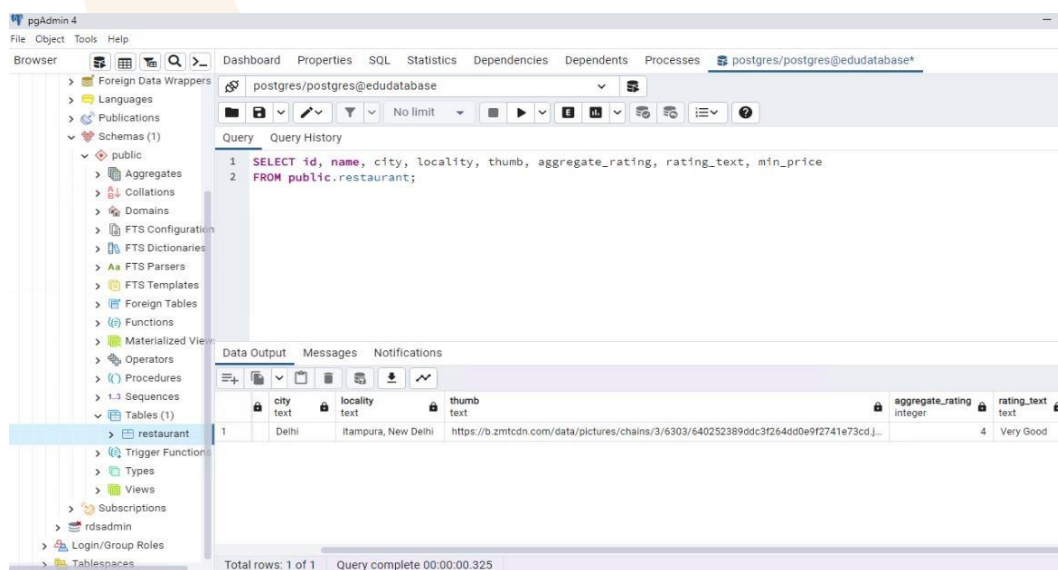 pgAdmin 4
File Object Tools Help
Browser
Dashboard Properties SQL Statistics Dependencies Dependents Processes postgres/postgres@edudatabase*
Foreign Data Wrappers
Languages
Publications
Schemas (1)
public
Aggregates
Collations
Domains
FTS Configuration
FTS Dictionaries
FTS Parsers
FTS Templates
Foreign Tables
Functions
Materialized View
Operators
Procedures
1..3 Sequences
Tables (1)
restaurant
Trigger Functions
Types
Views
Subscriptions
rdsadmin
Login/Group Roles
Tablespaces
postgres/postgres@edudatabase
No limit
Query Query History
1 SELECT id, name, city, locality, thumb, aggregate_rating, rating_text, min_price
2 FROM public.restaurant;
Data Output Messages Notifications
city text locality text thumb text aggregate_rating integer rating_text text
1 Delhi Itampura, New Delhi https://b.zmtcdn.com/data/pictures/chains/3/6303/640252389ddc3f264dd0e9f2741e73cd.j... 4 Very Good
Total rows: 1 of 1 Query complete 00:00:00.325